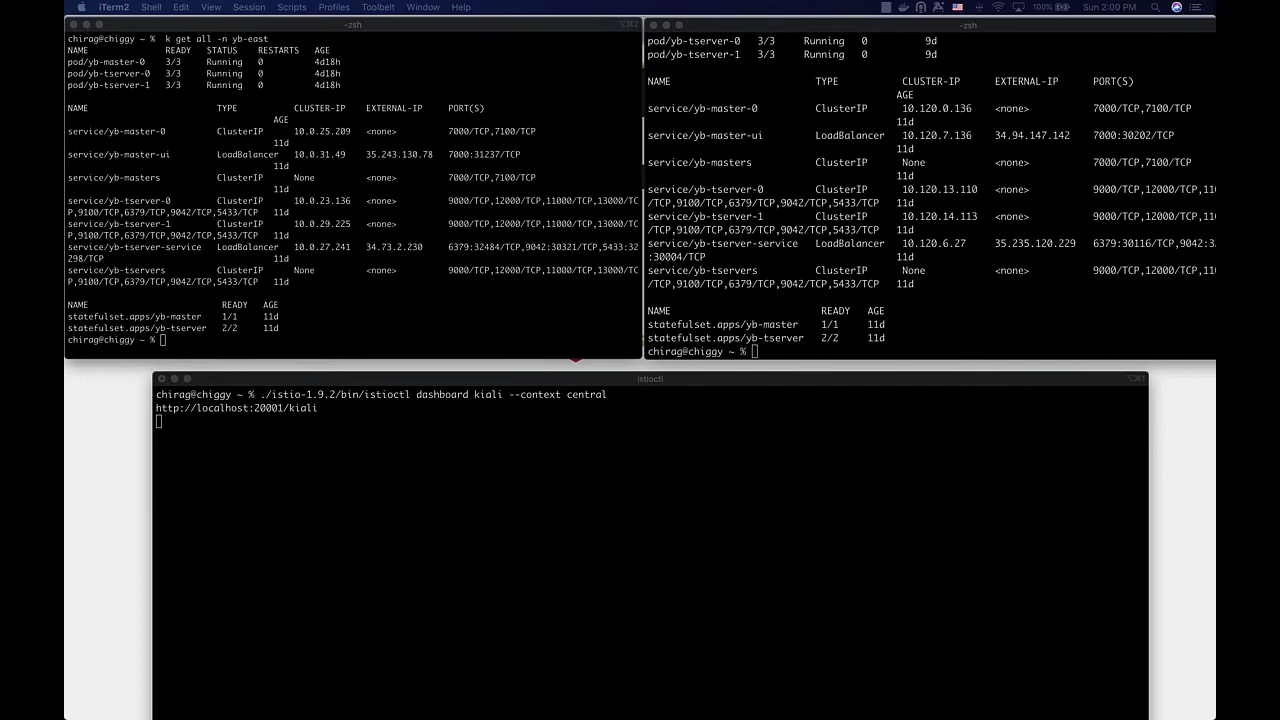 iTerm2 Shell Edit View Session Scripts Profiles Toolbelt Window Help 100% Sun 2:00 PM
-zsh
chirag@chiggy ~ % k get all -n yb-east
NAME READY STATUS RESTARTS AGE
pod/yb-master-0 3/3 Running 0 4d18h
pod/yb-tserver-0 3/3 Running 0 4d18h
pod/yb-tserver-1 3/3 Running 0 4d18h
NAME TYPE CLUSTER-IP EXTERNAL-IP PORT(S)
AGE
service/yb-master-0 ClusterIP 10.0.25.209 <none> 7000/TCP,7100/TCP
11d
service/yb-master-ui LoadBalancer 10.0.31.49 35.243.130.78 7000:31237/TCP
11d
service/yb-masters ClusterIP None <none> 7000/TCP,7100/TCP
11d
service/yb-tserver-0 ClusterIP 10.0.23.136 <none> 9000/TCP,12000/TCP,11000/TCP,13000/TC
P,9100/TCP,6379/TCP,9042/TCP,5433/TCP 11d
service/yb-tserver-1 ClusterIP 10.0.29.225 <none> 9000/TCP,12000/TCP,11000/TCP,13000/TC
P,9100/TCP,6379/TCP,9042/TCP,5433/TCP 11d
service/yb-tserver-service LoadBalancer 10.0.27.241 34.73.2.230 6379:32484/TCP,9042:30321/TCP,5433:32
298/TCP 11d
service/yb-tservers ClusterIP None <none> 9000/TCP,12000/TCP,11000/TCP,13000/TC
P,9100/TCP,6379/TCP,9042/TCP,5433/TCP 11d
NAME READY AGE
statefulset.apps/yb-master 1/1 11d
statefulset.apps/yb-tserver 2/2 11d
chirag@chiggy ~ %
-zsh
pod/yb-tserver-0 3/3 Running 0 9d
pod/yb-tserver-1 3/3 Running 0 9d
NAME TYPE CLUSTER-IP EXTERNAL-IP PORT(S)
AGE
service/yb-master-0 ClusterIP 10.120.0.136 <none> 7000/TCP,7100/TCP
11d
service/yb-master-ui LoadBalancer 10.120.7.136 34.94.147.142 7000:30202/TCP
11d
service/yb-masters ClusterIP None <none> 7000/TCP,7100/TCP
11d
service/yb-tserver-0 ClusterIP 10.120.13.110 <none> 9000/TCP,12000/TCP,11
/TCP,9100/TCP,6379/TCP,9042/TCP,5433/TCP 11d
service/yb-tserver-1 ClusterIP 10.120.14.113 <none> 9000/TCP,12000/TCP,11
/TCP,9100/TCP,6379/TCP,9042/TCP,5433/TCP 11d
service/yb-tserver-service LoadBalancer 10.120.6.27 35.235.120.229 6379:30116/TCP,9042:3
:30004/TCP 11d
service/yb-tservers ClusterIP None <none> 9000/TCP,12000/TCP,11
/TCP,9100/TCP,6379/TCP,9042/TCP,5433/TCP 11d
NAME READY AGE
statefulset.apps/yb-master 1/1 11d
statefulset.apps/yb-tserver 2/2 11d
chirag@chiggy ~ %
istioctl
chirag@chiggy ~ % ./istio-1.9.2/bin/istioctl dashboard kiali --context central
http://localhost:20001/kiali